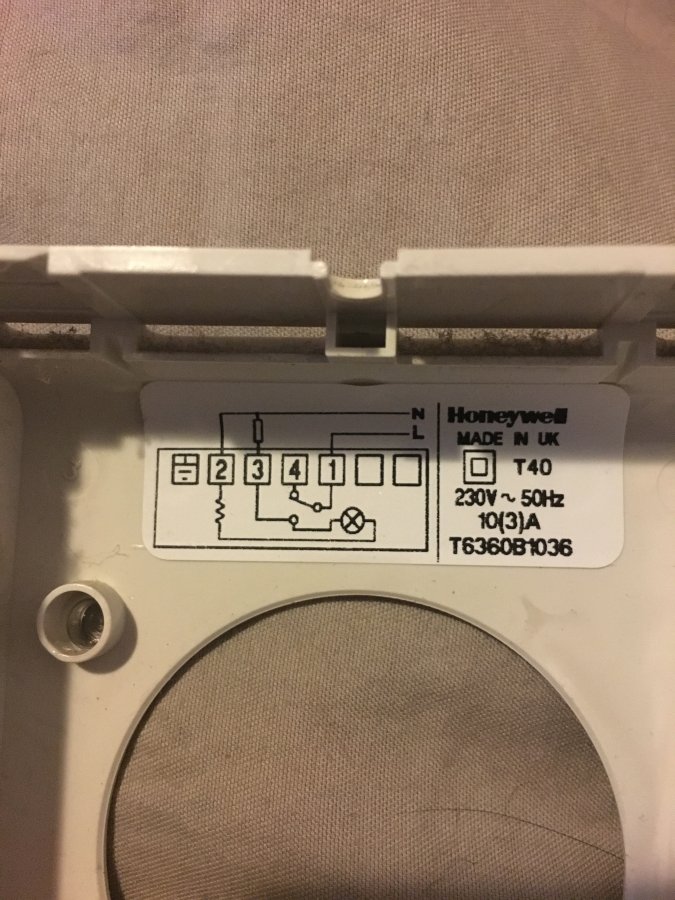 N
L
2 3 4 1
Honeywell
MADE IN UK
T40
230V ~ 50Hz
10(3)A
T6360B1036